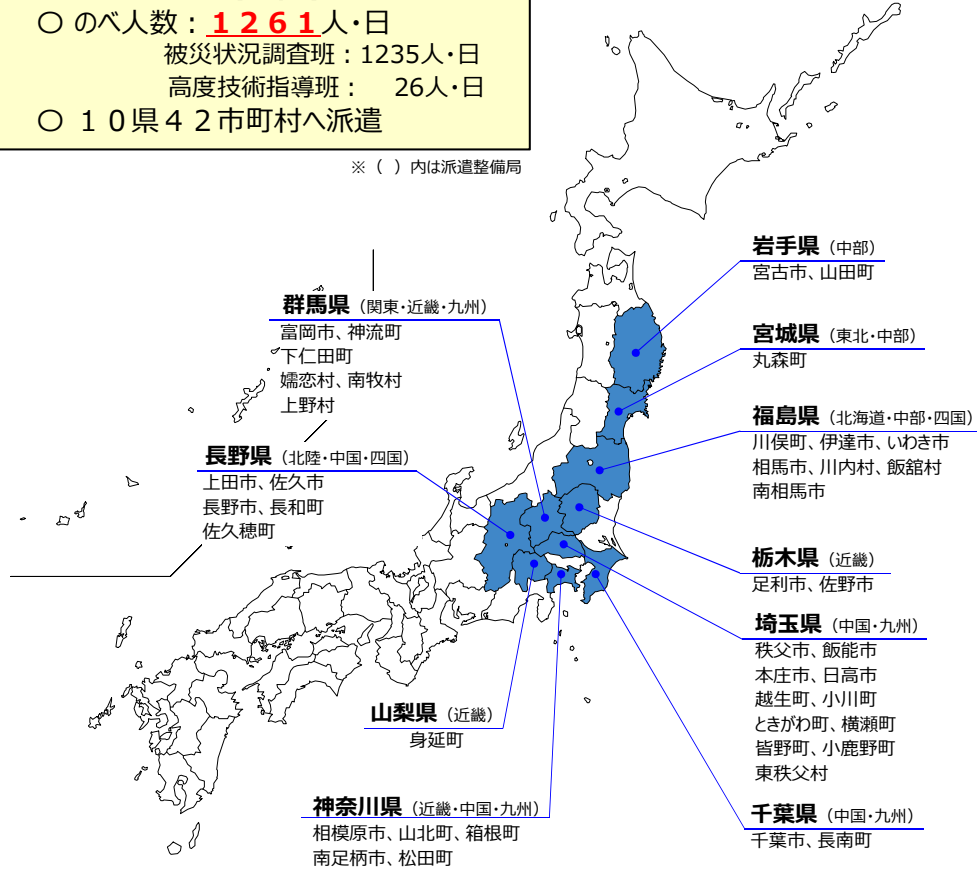 ○ のべ人数：１２６１人・日
被災状況調査班：1235人・日
高度技術指導班： 26人・日
○ １０県４２市町村へ派遣
※（ ）内は派遣整備局
岩手県（中部）
宮古市、山田町
宮城県（東北・中部）
丸森町
福島県（北海道・中部・四国）
川俣町、伊達市、いわき市
相馬市、川内村、飯舘村
南相馬市
栃木県（近畿）
足利市、佐野市
埼玉県（中国・九州）
秩父市、飯能市
本庄市、日高市
越生町、小川町
ときがわ町、横瀬町
皆野町、小鹿野町
東秩父村
千葉県（中国・九州）
千葉市、長南町
群馬県（関東・近畿・九州）
富岡市、神流町
下仁田町
嬬恋村、南牧村
上野村
長野県（北陸・中国・四国）
上田市、佐久市
長野市、長和町
佐久穂町
山梨県（近畿）
身延町
神奈川県（近畿・中国・九州）
相模原市、山北町、箱根町
南足柄市、松田町